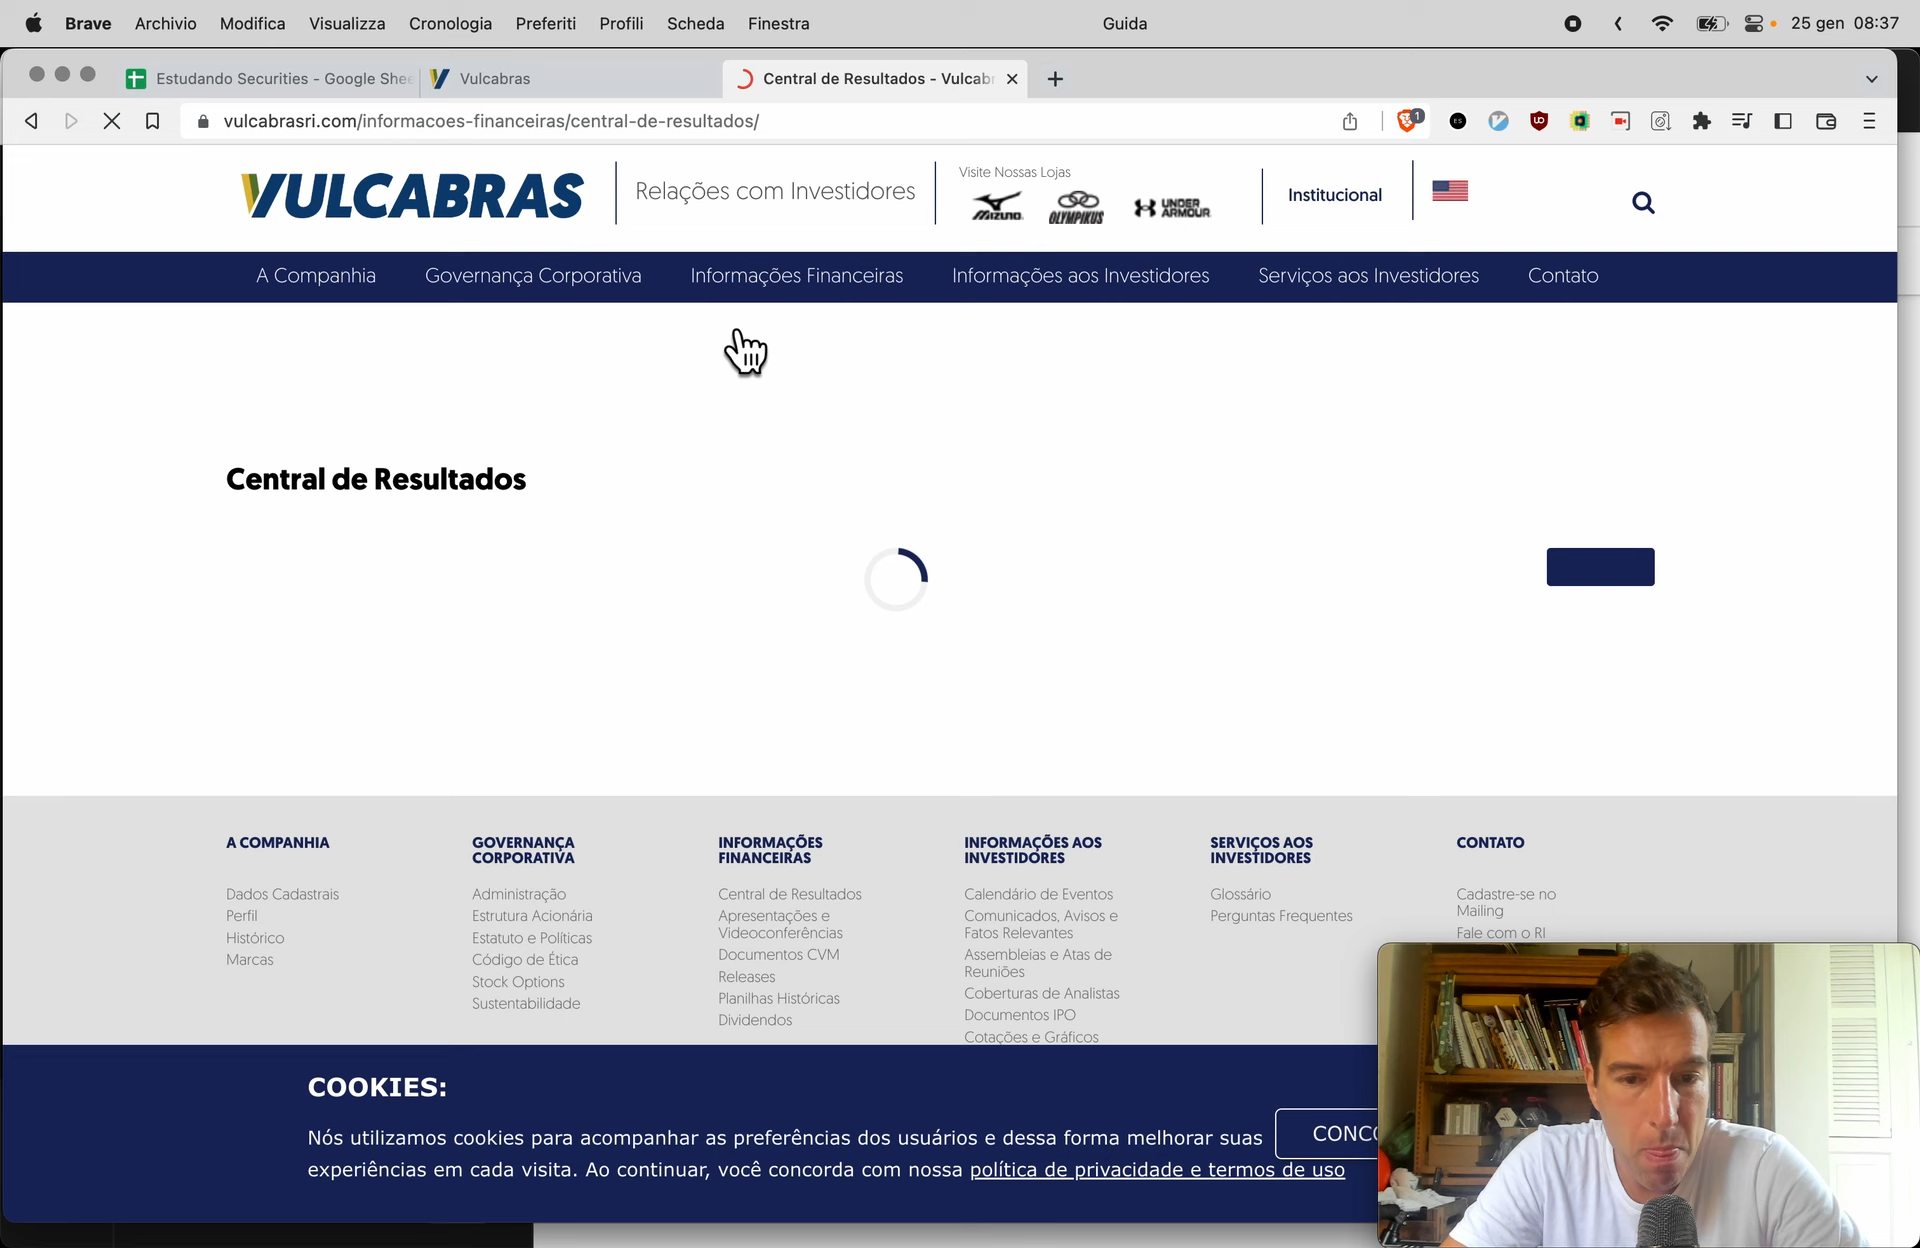 Brave Archivio Modifica Visualizza Cronologia Preferiti Profili Scheda Finestra Guida 25 gen 08:37
Estudando Securities - Google Shee Vulcabras Central de Resultados - Vulcabr
vulcabrasri.com/informacoes-financeiras/central-de-resultados/
VULCABRAS
Relações com Investidores
Visite Nossas Lojas
MIZUNO OLYMPIKUS UNDER ARMOUR
Institucional
A Companhia Governança Corporativa Informações Financeiras Informações aos Investidores Serviços aos Investidores Contato
Central de Resultados
A COMPANHIA
Dados Cadastrais
Perfil
Histórico
Marcas
GOVERNANÇA
CORPORATIVA
Administração
Estrutura Acionária
Estatuto e Políticas
Código de Ética
Stock Options
Sustentabilidade
INFORMAÇÕES
FINANCEIRAS
Central de Resultados
Apresentações e
Videoconferências
Documentos CVM
Releases
Planilhas Históricas
Dividendos
INFORMAÇÕES AOS
INVESTIDORES
Calendário de Eventos
Comunicados, Avisos e
Fatos Relevantes
Assembleias e Atas de
Reuniões
Coberturas de Analistas
Documentos IPO
Cotações e Gráficos
SERVIÇOS AOS
INVESTIDORES
Glossário
Perguntas Frequentes
CONTATO
Cadastre-se no
Mailing
Fale com o RI
COOKIES:
Nós utilizamos cookies para acompanhar as preferências dos usuários e dessa forma melhorar suas
experiências em cada visita. Ao continuar, você concorda com nossa política de privacidade e termos de uso
CONC